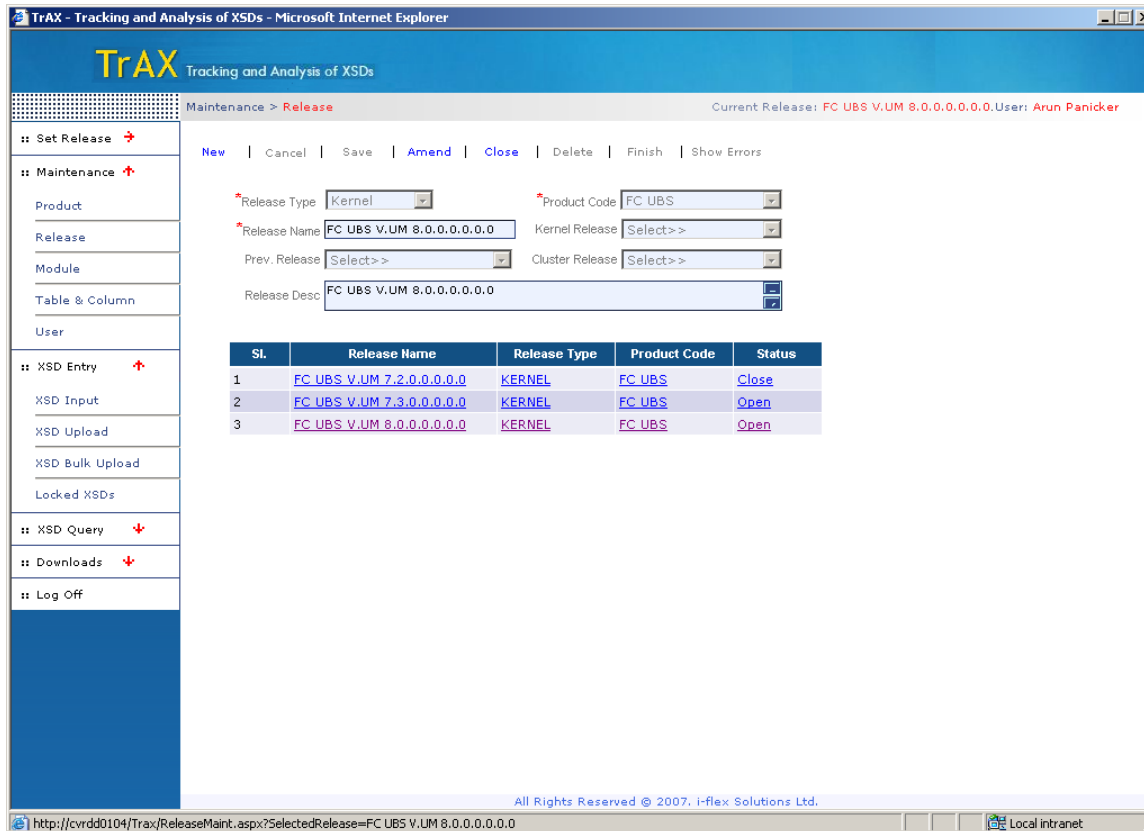 TrAX - Tracking and Analysis of XSDs - Microsoft Internet Explorer
TrAX Tracking and Analysis of XSDs
Maintenance > Release
Current Release: FC UBS V.UM 8.0.0.0.0.0.0.User: Arun Panicker
:: Set Release
:: Maintenance
Product
Release
Module
Table & Column
User
:: XSD Entry
XSD Input
XSD Upload
XSD Bulk Upload
Locked XSDs
:: XSD Query
:: Downloads
:: Log Off
New | Cancel | Save | Amend | Close | Delete | Finish | Show Errors
*Release Type Kernel *Product Code FC UBS
*Release Name FC UBS V.UM 8.0.0.0.0.0.0 Kernel Release Select>>
Prev. Release Select>> Cluster Release Select>>
Release Desc FC UBS V.UM 8.0.0.0.0.0.0
Sl. Release Name Release Type Product Code Status
1 FC UBS V.UM 7.2.0.0.0.0.0 KERNEL FC UBS Close
2 FC UBS V.UM 7.3.0.0.0.0.0 KERNEL FC UBS Open
3 FC UBS V.UM 8.0.0.0.0.0.0 KERNEL FC UBS Open
All Rights Reserved @ 2007. i-flex Solutions Ltd.
http://cvrdd0104/Trax/ReleaseMaint.aspx?SelectedRelease=FC UBS V.UM 8.0.0.0.0.0.0
Local intranet